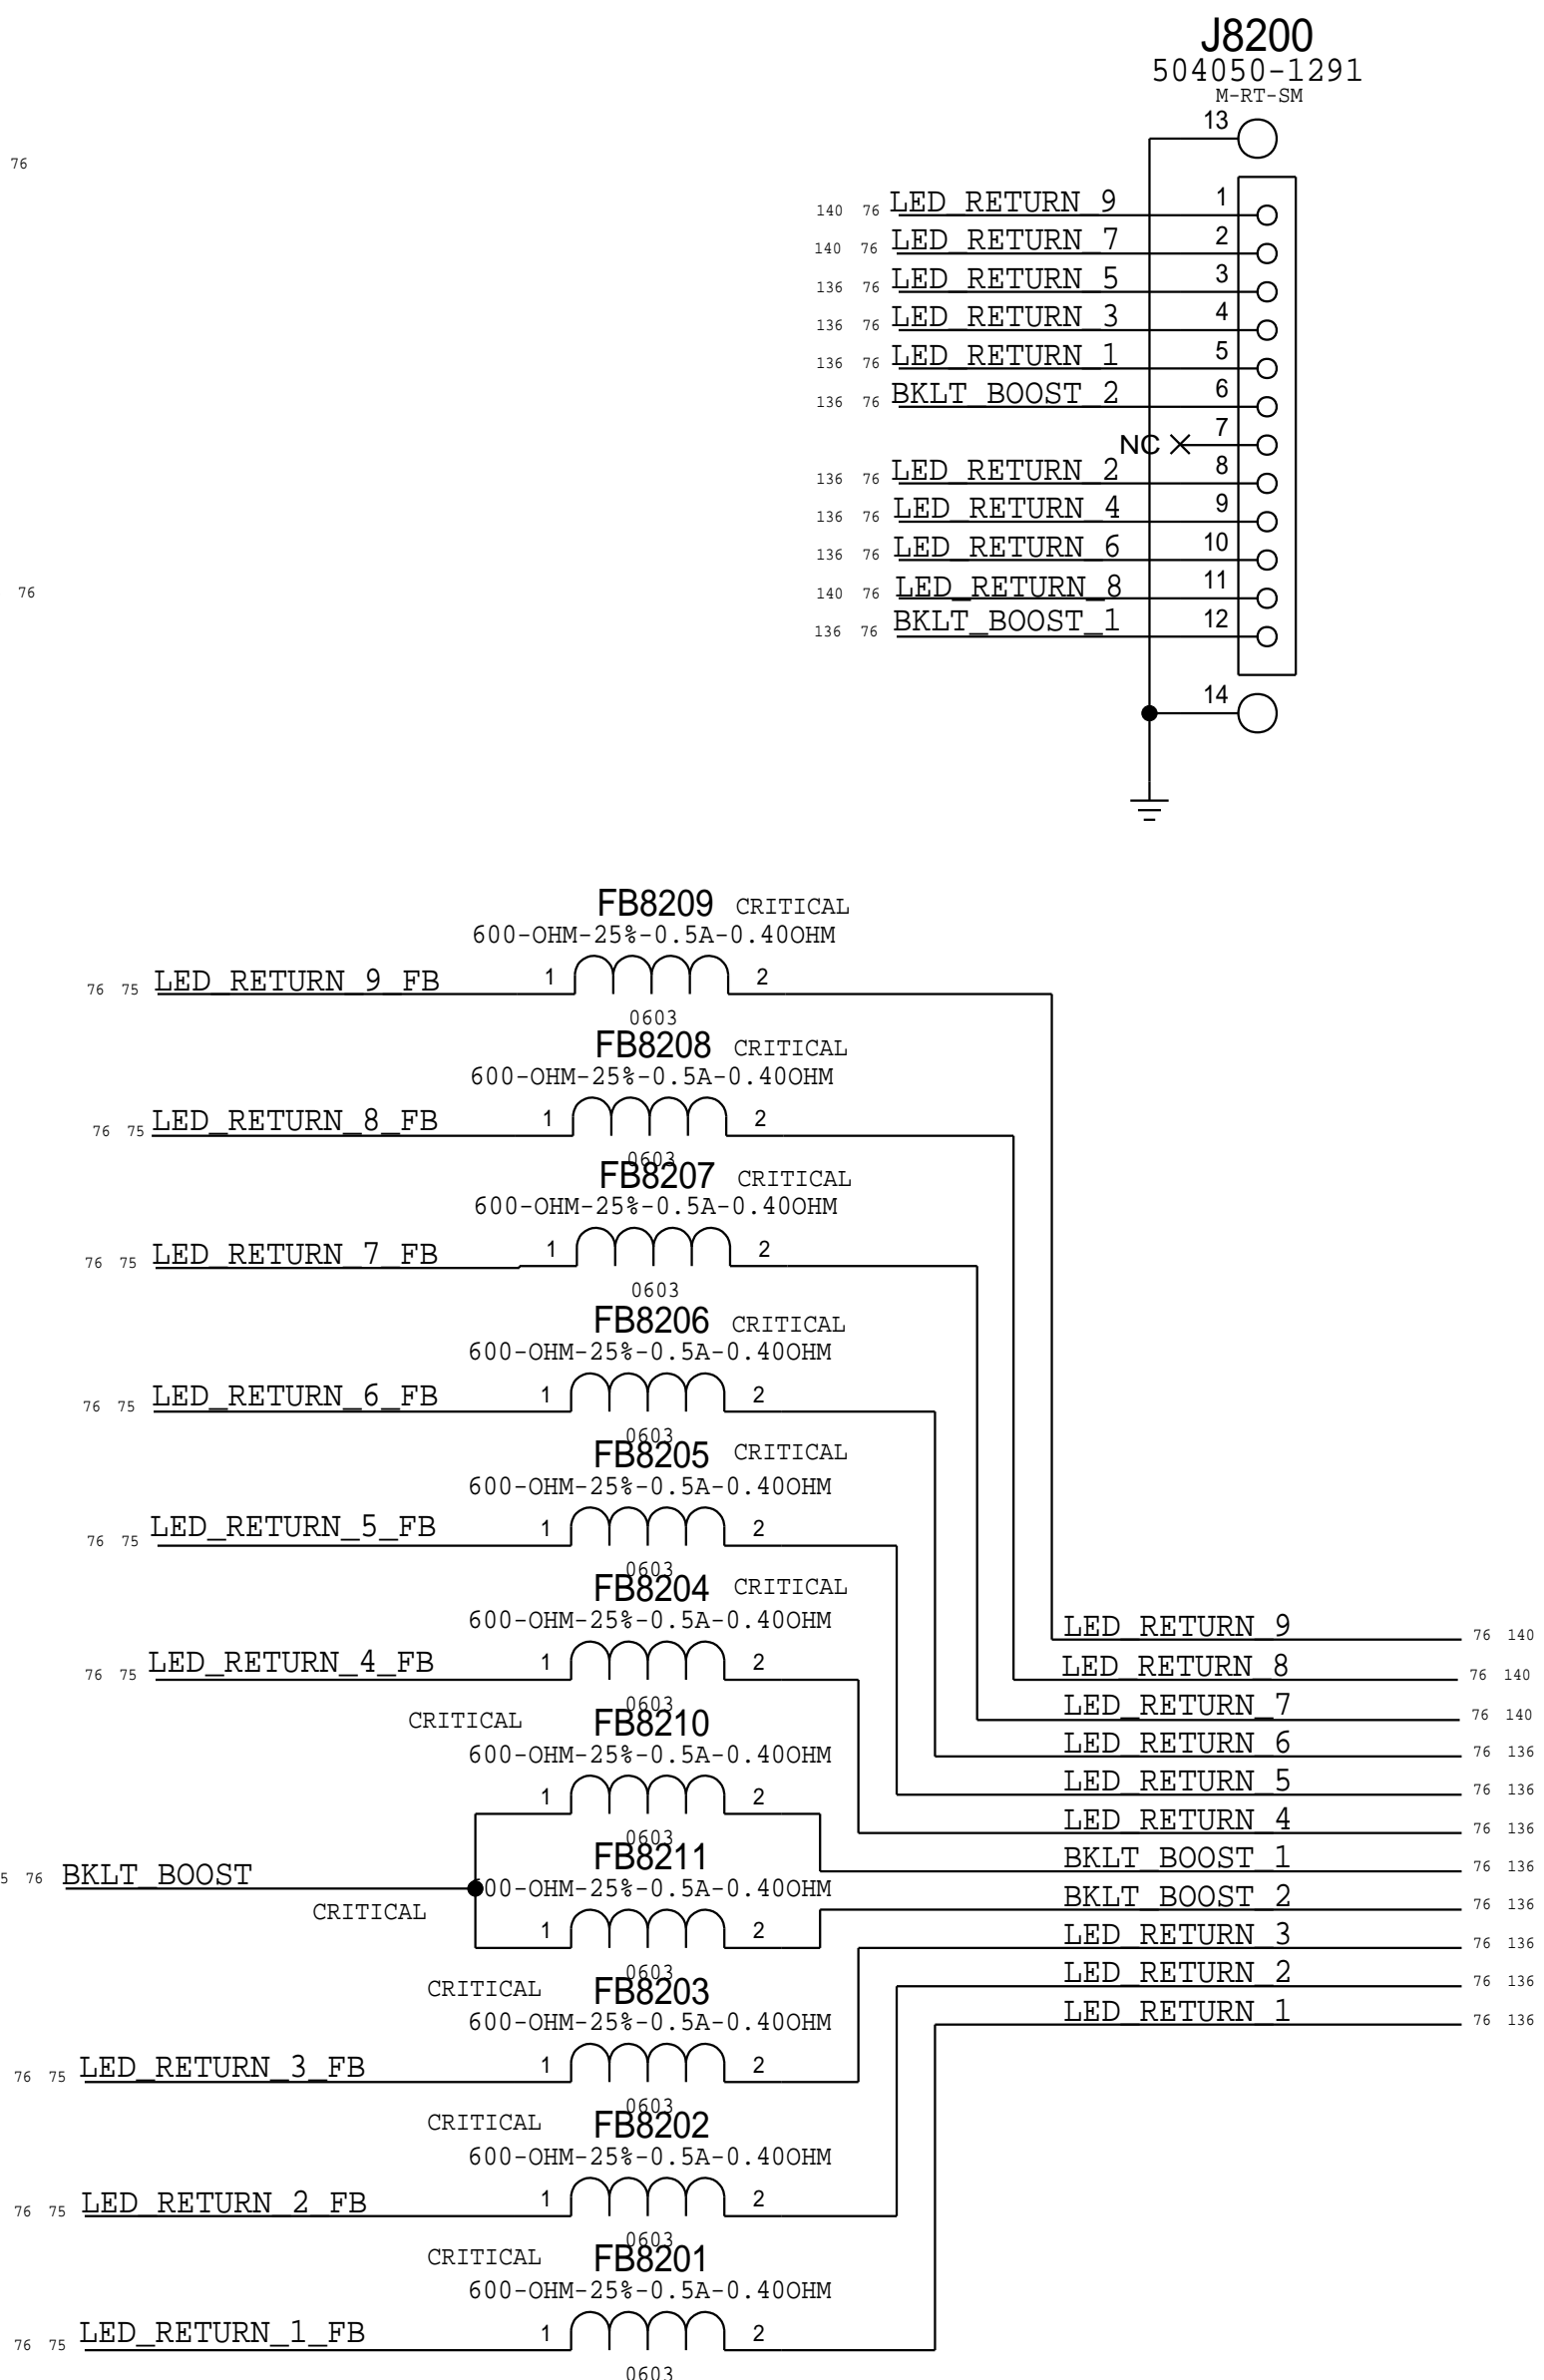 J8200
504050-1291
M-RT-SM
13
76
140 76 LED_RETURN_9 1
140 76 LED_RETURN_7 2
136 76 LED_RETURN_5 3
136 76 LED_RETURN_3 4
136 76 LED_RETURN_1 5
136 76 BKLT_BOOST_2 6
NC 7
136 76 LED_RETURN_2 8
136 76 LED_RETURN_4 9
136 76 LED_RETURN_6 10
76
140 76 LED_RETURN_8 11
136 76 BKLT_BOOST_1 12
14
FB8209 CRITICAL
600-OHM-25%-0.5A-0.40OHM
76 75 LED_RETURN_9_FB 1 2
0603
FB8208 CRITICAL
600-OHM-25%-0.5A-0.40OHM
76 75 LED_RETURN_8_FB 1 2
0603
FB8207 CRITICAL
600-OHM-25%-0.5A-0.40OHM
76 75 LED_RETURN_7_FB 1 2
0603
FB8206 CRITICAL
600-OHM-25%-0.5A-0.40OHM
76 75 LED_RETURN_6_FB 1 2
0603
FB8205 CRITICAL
600-OHM-25%-0.5A-0.40OHM
76 75 LED_RETURN_5_FB 1 2
0603
FB8204 CRITICAL
600-OHM-25%-0.5A-0.40OHM
76 75 LED_RETURN_4_FB 1 2
0603
CRITICAL FB8210
600-OHM-25%-0.5A-0.40OHM
1 2
0603
FB8211
5 76 BKLT_BOOST
00-OHM-25%-0.5A-0.40OHM
CRITICAL
1 2
0603
CRITICAL FB8203
600-OHM-25%-0.5A-0.40OHM
76 75 LED_RETURN_3_FB 1 2
0603
CRITICAL FB8202
600-OHM-25%-0.5A-0.40OHM
76 75 LED_RETURN_2_FB 1 2
0603
CRITICAL FB8201
600-OHM-25%-0.5A-0.40OHM
76 75 LED_RETURN_1_FB 1 2
0603
LED_RETURN_9 76 140
LED_RETURN_8 76 140
LED_RETURN_7 76 140
LED_RETURN_6 76 136
LED_RETURN_5 76 136
LED_RETURN_4 76 136
BKLT_BOOST_1 76 136
BKLT_BOOST_2 76 136
LED_RETURN_3 76 136
LED_RETURN_2 76 136
LED_RETURN_1 76 136